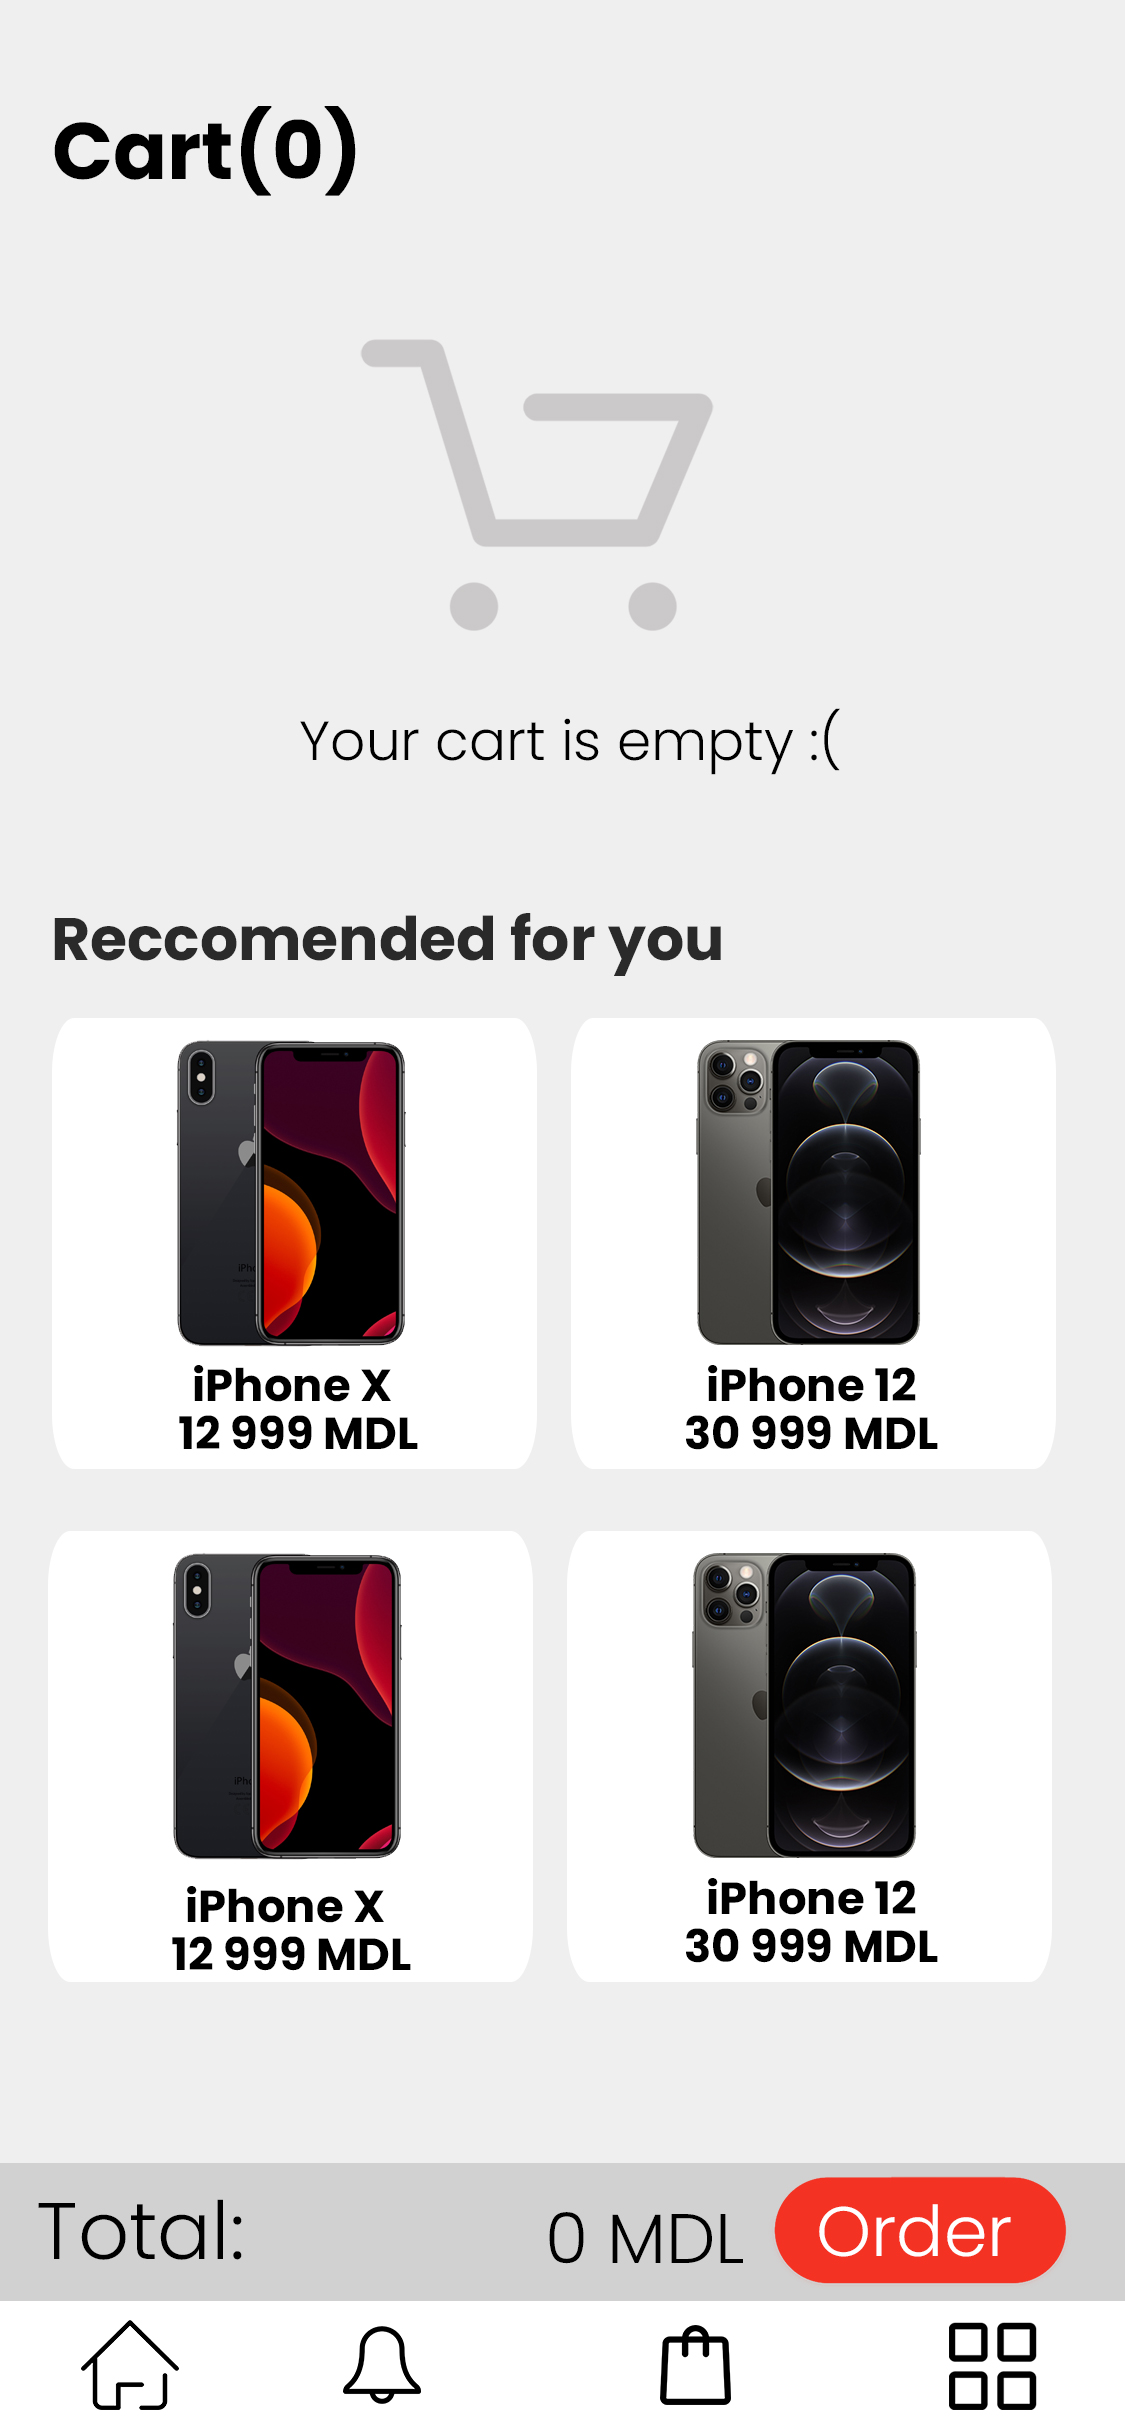 Cart(0)
Your cart is empty :(
Reccomended for you
iPhone X
12 999 MDL
iPhone 12
30 999 MDL
iPhone X
12 999 MDL
iPhone 12
30 999 MDL
Total:
0 MDL
Order